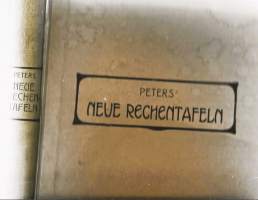 PETERS
NEUE
RECHEN-
TAFELN
PETERS'
NEUE RECHENTAFELN